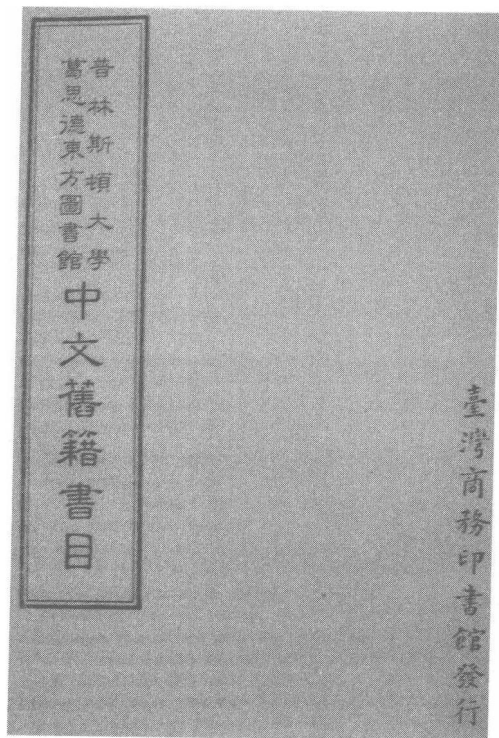 普林斯頓大學
葛思德東方圖書館
中文舊籍書目
臺灣商務印書館發行